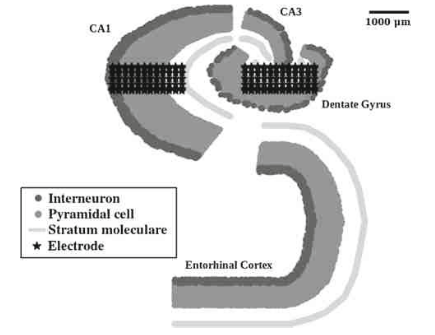 CA1
CA3
1000 µm
Dentate Gyrus
Interneuron
Pyramidal cell
Stratum moleculare
Electrode
Entorhinal Cortex